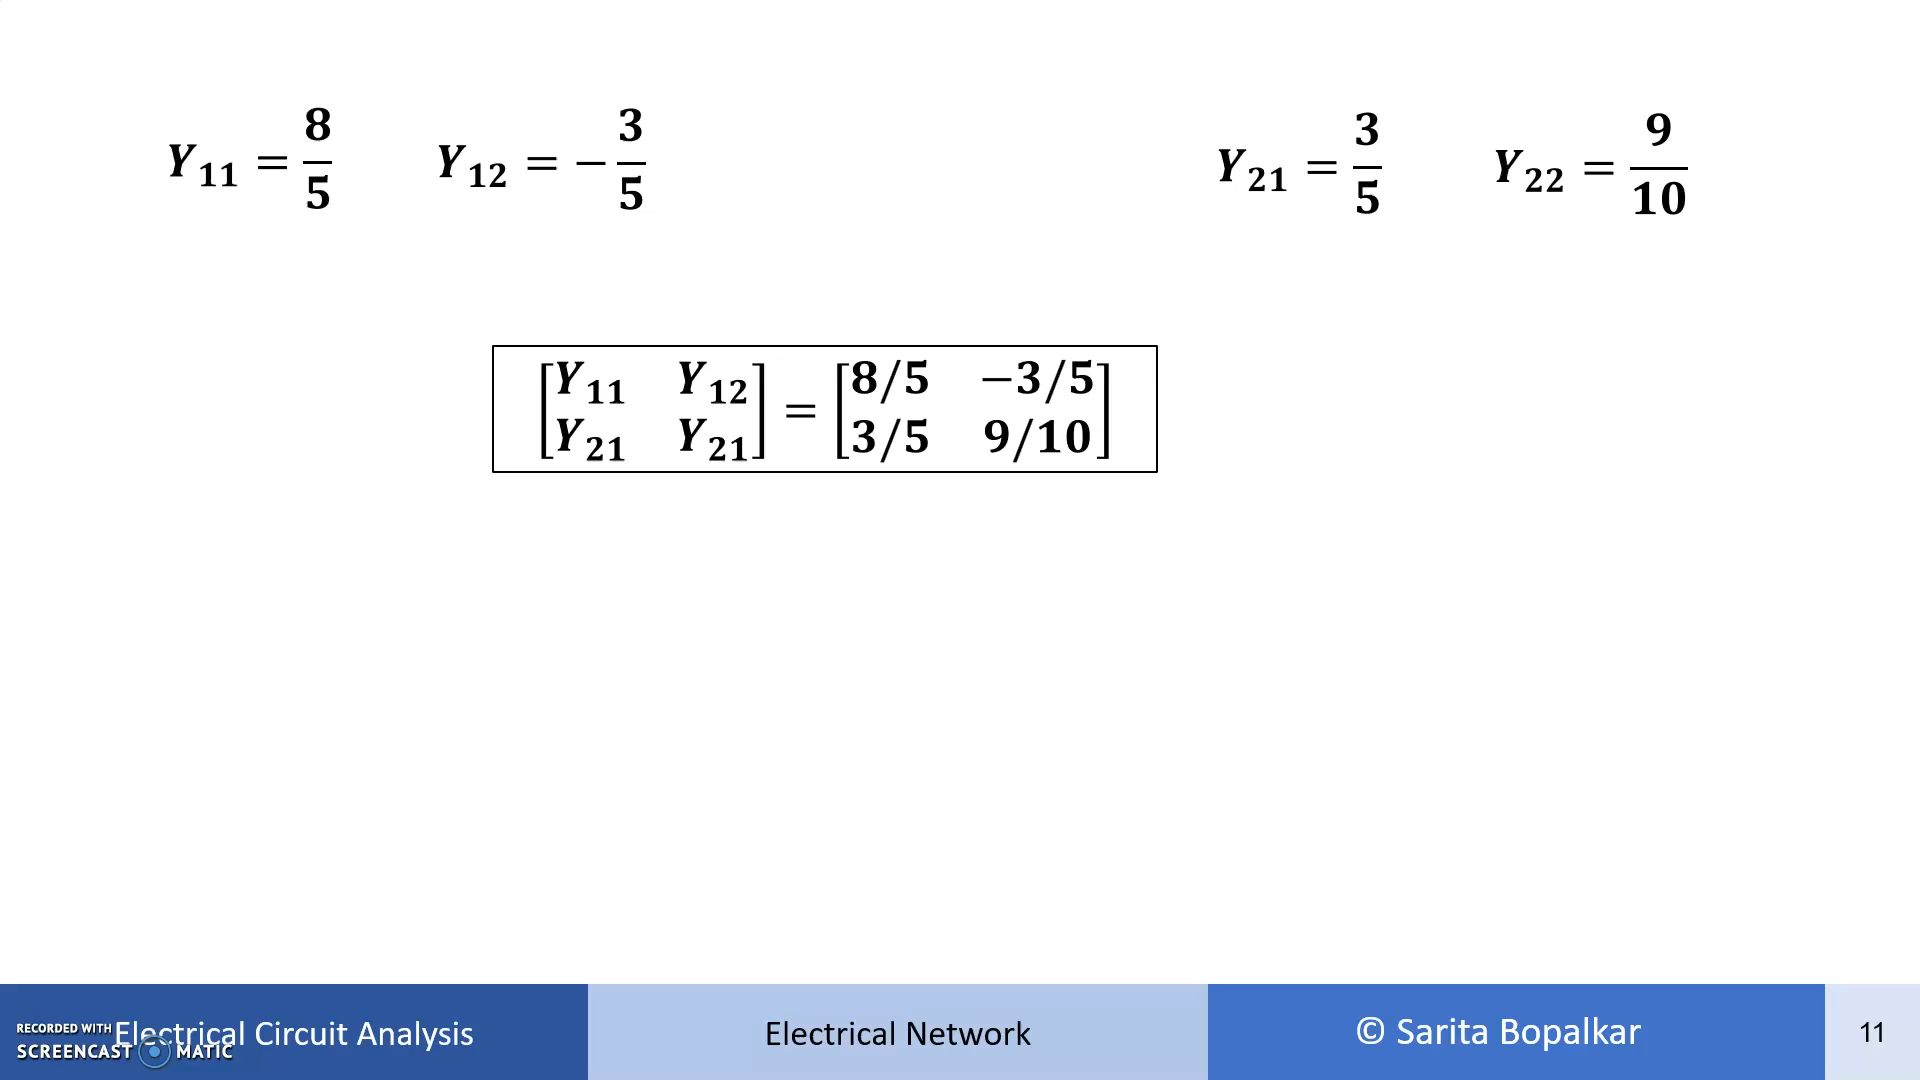 Y11 = 8/5 Y12 = −3/5 Y21 = 3/5 Y22 = 9/10
[Y11 Y12] = [8/5 −3/5]
[Y21 Y21] [3/5 9/10]
RECORDED WITH
SCREENCAST MATIC
Electrical Circuit Analysis
Electrical Network
© Sarita Bopalkar
11